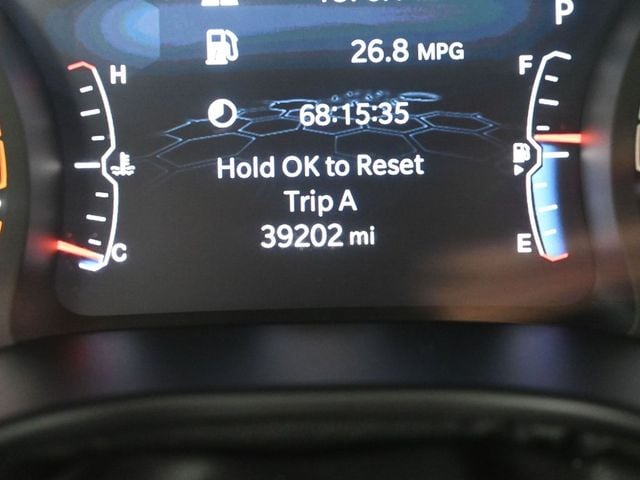 P
26.8 MPG
H
F
68:15:35
Hold OK to Reset
Trip A
39202 mi
C
E